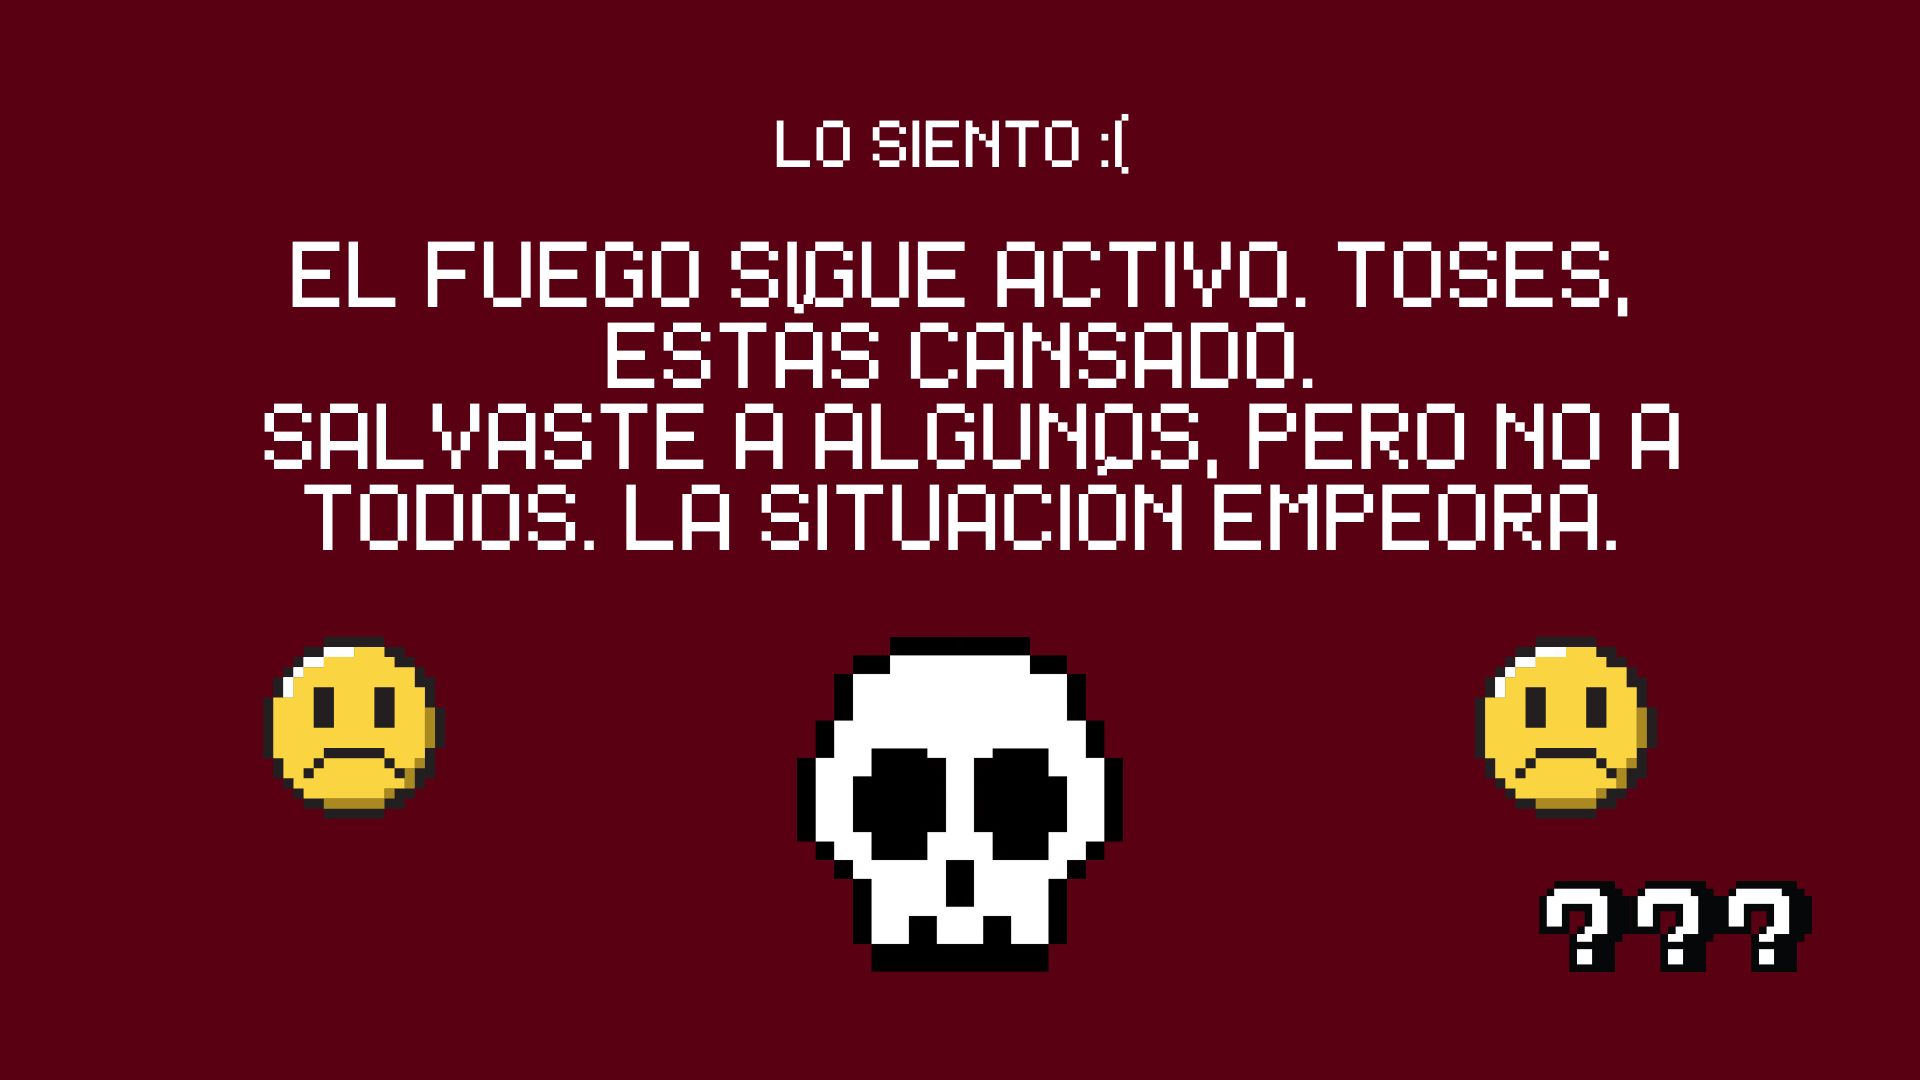 LO SIENTO :(
EL FUEGO SIGUE ACTIVO. TOSES,
ESTÁS CANSADO.
SALVASTE A ALGUNOS, PERO NO A
TODOS. LA SITUACIÓN EMPEORA.
???